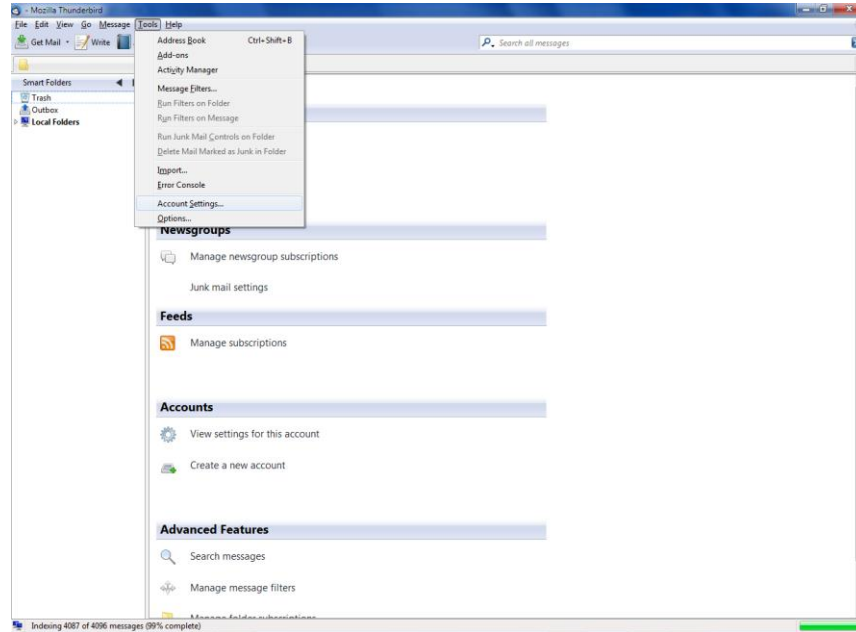 - Mozilla Thunderbird
File Edit View Go Message Tools Help
Get Mail Write
Search all messages
Address Book Ctrl+Shift+B
Add-ons
Activity Manager
Message Filters...
Run Filters on Folder
Run Filters on Message
Run Junk Mail Controls on Folder
Delete Mail Marked as Junk in Folder
Import...
Error Console
Account Settings...
Options...
Smart Folders
Trash
Outbox
Local Folders
Newsgroups
Manage newsgroup subscriptions
Junk mail settings
Feeds
Manage subscriptions
Accounts
View settings for this account
Create a new account
Advanced Features
Search messages
Manage message filters
Manage folder subscriptions
Indexing 4087 of 4096 messages (99% complete)